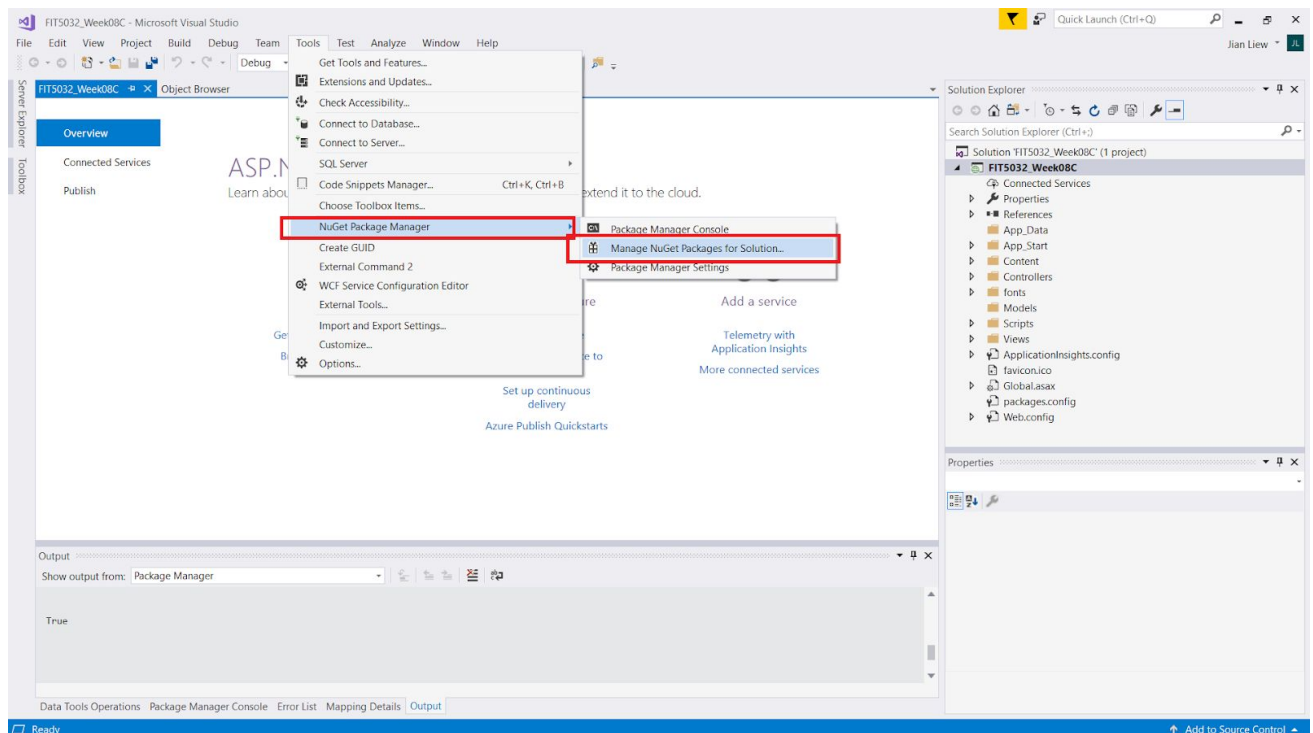 FIT5032_Week08C - Microsoft Visual Studio
Quick Launch (Ctrl+Q)
File Edit View Project Build Debug Team Tools Test Analyze Window Help
Jian Liew JL
Debug
Server Explorer
Toolbox
FIT5032_Week08C Object Browser
Overview
Connected Services
Publish
ASP.N
Learn abou
extend it to the cloud.
Get Tools and Features...
Extensions and Updates...
Check Accessibility...
Connect to Database...
Connect to Server...
SQL Server
Code Snippets Manager... Ctrl+K, Ctrl+B
Choose Toolbox Items...
NuGet Package Manager
Create GUID
External Command 2
WCF Service Configuration Editor
External Tools...
Import and Export Settings...
Customize...
Options...
Package Manager Console
Manage NuGet Packages for Solution...
Package Manager Settings
Ge
B
Set up continuous
delivery
Azure Publish Quickstarts
Add a service
Telemetry with
Application Insights
More connected services
Solution Explorer
Search Solution Explorer (Ctrl+;)
Solution 'FIT5032_Week08C' (1 project)
FIT5032_Week08C
Connected Services
Properties
References
App_Data
App_Start
Content
Controllers
fonts
Models
Scripts
Views
ApplicationInsights.config
favicon.ico
Global.asax
packages.config
Web.config
Properties
Output
Show output from: Package Manager
True
Data Tools Operations Package Manager Console Error List Mapping Details Output
Ready
Add to Source Control